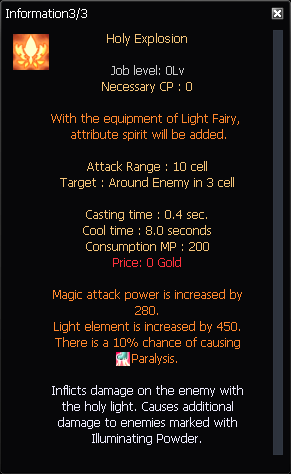 Information3/3
Holy Explosion
Job level: 0Lv
Necessary CP : 0
With the equipment of Light Fairy,
attribute spirit will be added.
Attack Range : 10 cell
Target : Around Enemy in 3 cell
Casting time : 0.4 sec.
Cool time : 8.0 seconds
Consumption MP : 200
Price: 0 Gold
Magic attack power is increased by
280.
Light element is increased by 450.
There is a 10% chance of causing
Paralysis.
Inflicts damage on the enemy with
the holy light. Causes additional
damage to enemies marked with
Illuminating Powder.